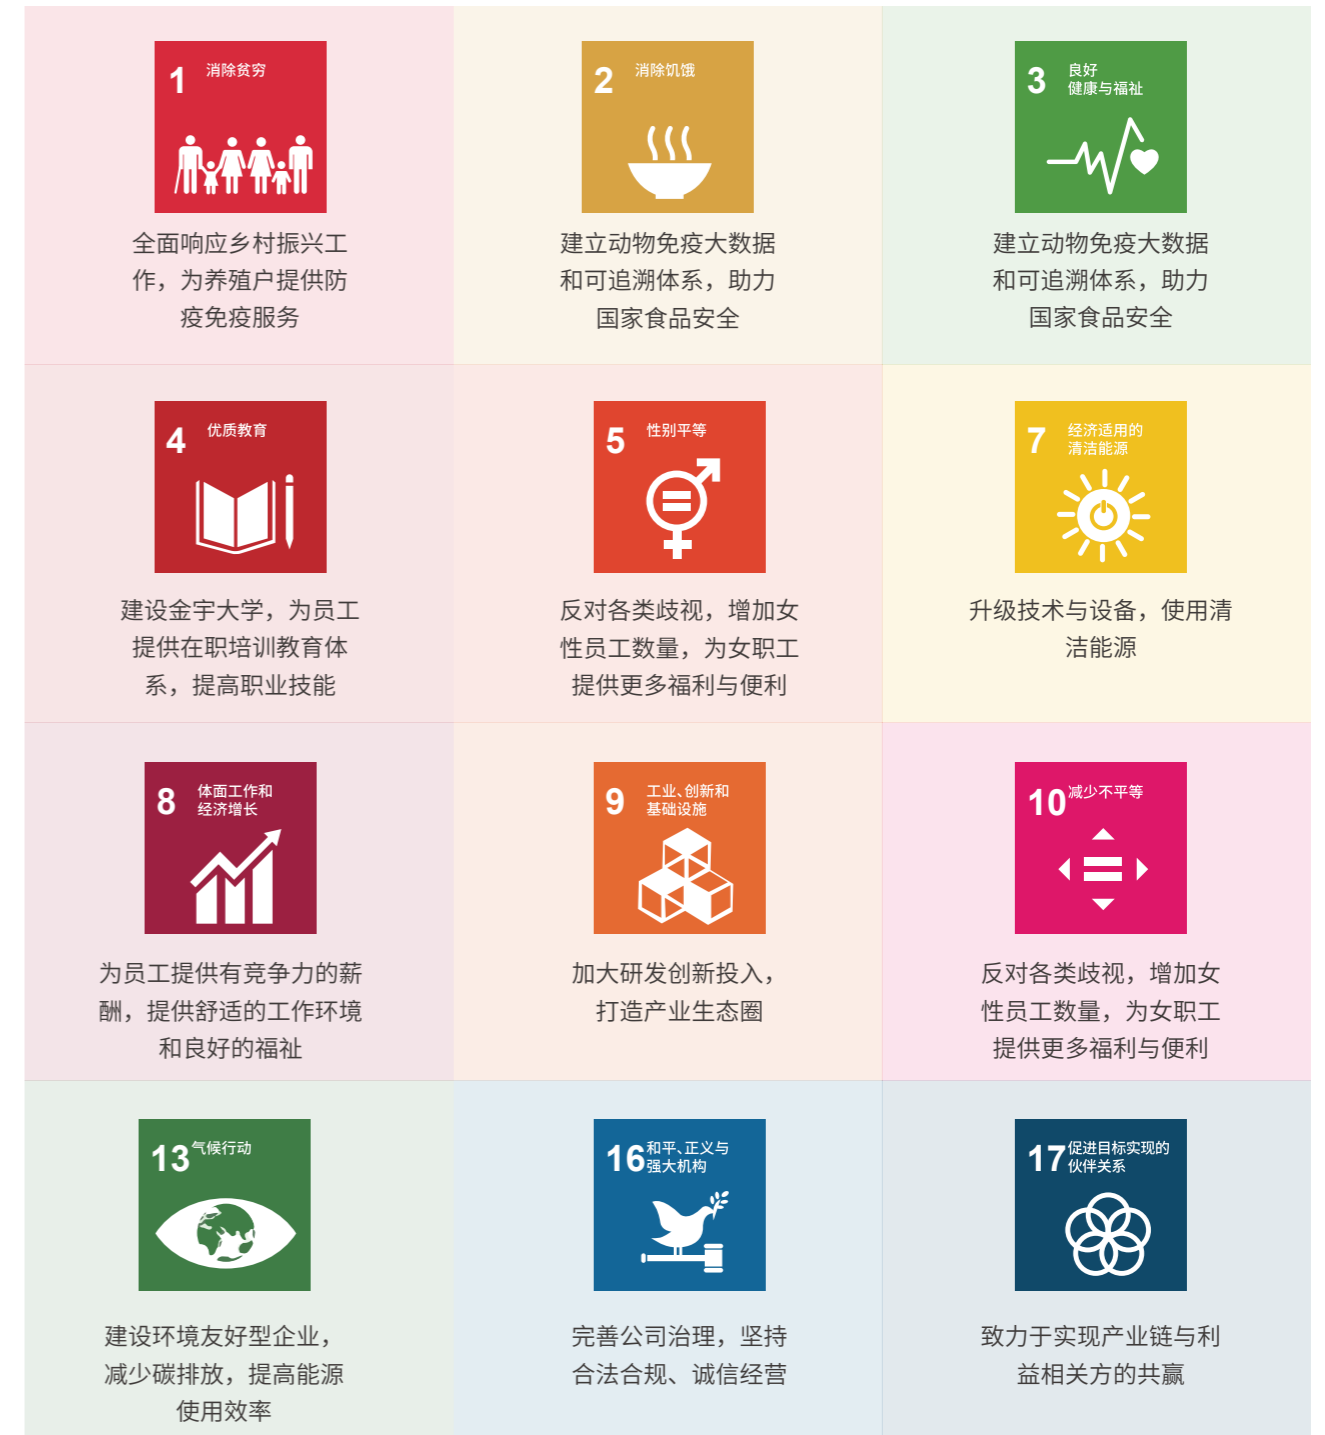 1 消除贫穷
全面响应乡村振兴工
作，为养殖户提供防
疫免疫服务
2 消除饥饿
建立动物免疫大数据
和可追溯体系，助力
国家食品安全
3 良好
健康与福祉
建立动物免疫大数据
和可追溯体系，助力
国家食品安全
4 优质教育
建设金宇大学，为员工
提供在职培训教育体
系，提高职业技能
5 性别平等
反对各类歧视，增加女
性员工数量，为女职工
提供更多福利与便利
7 经济适用的
清洁能源
升级技术与设备，使用清
洁能源
8 体面工作和
经济增长
为员工提供有竞争力的薪
酬，提供舒适的工作环境
和良好的福祉
9 工业、创新和
基础设施
加大研发创新投入，
打造产业生态圈
10 减少不平等
反对各类歧视，增加女
性员工数量，为女职工
提供更多福利与便利
13 气候行动
建设环境友好型企业，
减少碳排放，提高能源
使用效率
16 和平、正义与
强大机构
完善公司治理，坚持
合法合规、诚信经营
17 促进目标实现的
伙伴关系
致力于实现产业链与利
益相关方的共赢